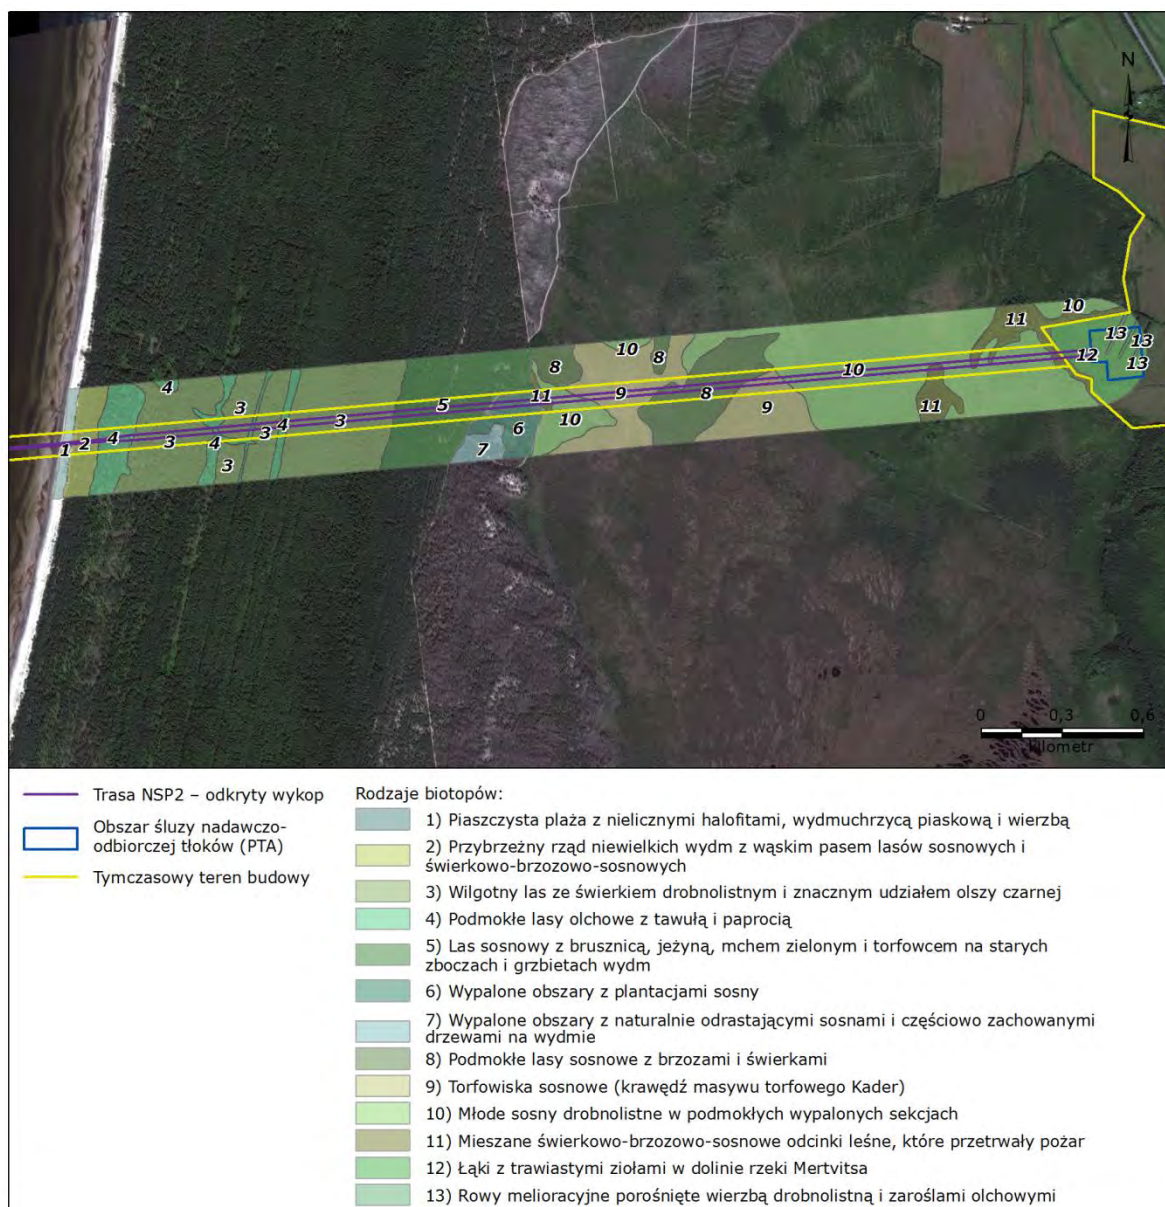 N
10
11
13
13
12
13
10
8
8
10
4
11
9
5
8
9
11
3
10
6
4
3
3
7
2
4
3
4
1
3
0 0,3 0,6
kilometr
Trasa NSP2 – odkryty wykop
Obszar śluzy nadawczo-
odbiorczej tłoków (PTA)
Tymczasowy teren budowy
Rodzaje biotopów:
1) Piaszczysta plaża z nielicznymi halofitami, wydmuchrzycą piaskową i wierzbą
2) Przybrzeżny rząd niewielkich wydm z wąskim pasem lasów sosnowych i
świerkowo-brzozowo-sosnowych
3) Wilgotny las ze świerkiem drobnolistnym i znacznym udziałem olszy czarnej
4) Podmokłe lasy olchowe z tawułą i paprocią
5) Las sosnowy z brusznicą, jeżyną, mchem zielonym i torfowcem na starych
zboczach i grzbietach wydm
6) Wypalone obszary z plantacjami sosny
7) Wypalone obszary z naturalnie odrastającymi sosnami i częściowo zachowanymi
drzewami na wydmie
8) Podmokłe lasy sosnowe z brzozami i świerkami
9) Torfowiska sosnowe (krawędź masywu torfowego Kader)
10) Młode sosny drobnolistne w podmokłych wypalonych sekcjach
11) Mieszane świerkowo-brzozowo-sosnowe odcinki leśne, które przetrwały pożar
12) Łąki z trawiastymi ziołami w dolinie rzeki Mertvitsa
13) Rowy melioracyjne porośnięte wierzbą drobnolistną i zaroślami olchowymi